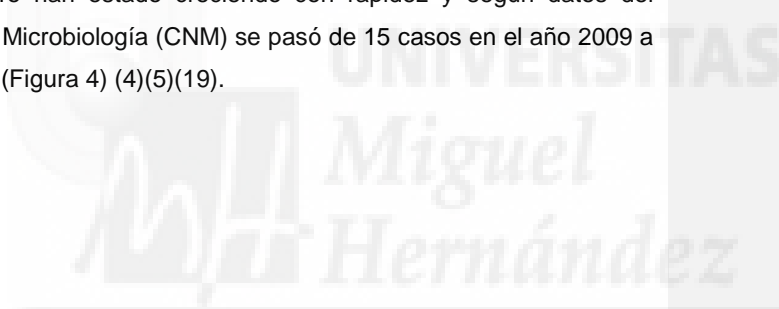 ro han estado creciendo con rapidez y según datos del
Microbiología (CNM) se pasó de 15 casos en el año 2009 a
(Figura 4) (4)(5)(19).
UNIVERSITAS
Miguel
Hernández